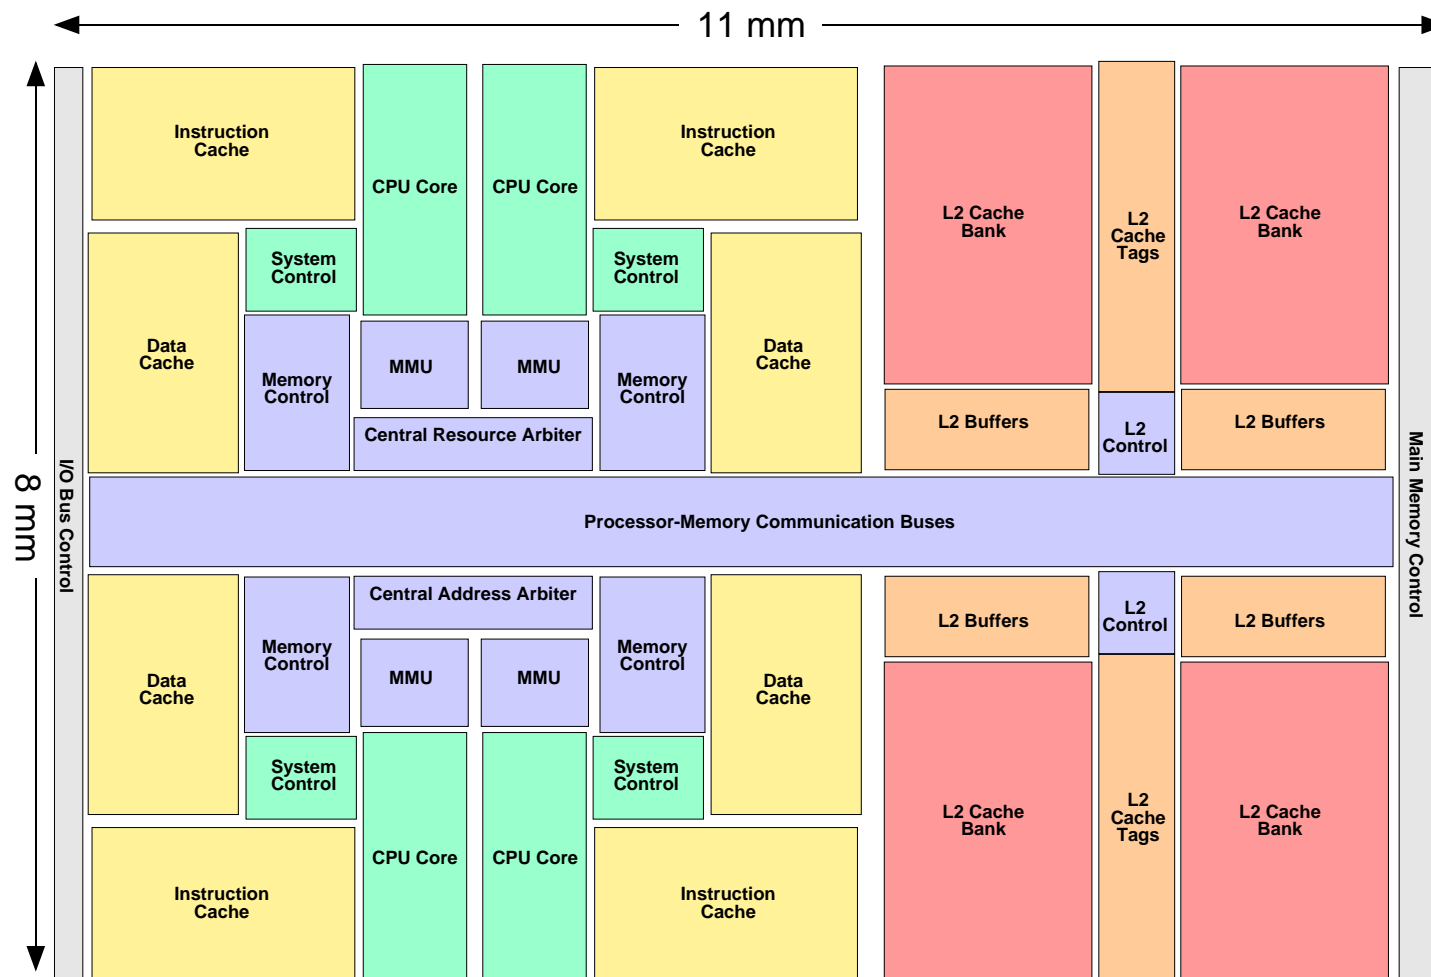 11 mm
Instruction
Cache
CPU Core
CPU Core
Instruction
Cache
L2 Cache
Bank
L2
Cache
Tags
L2 Cache
Bank
System
Control
System
Control
Data
Cache
Memory
Control
MMU
MMU
Memory
Control
Data
Cache
Central Resource Arbiter
L2 Buffers
L2
Control
L2 Buffers
8 mm
I/O Bus Control
Processor-Memory Communication Buses
Main Memory Control
Central Address Arbiter
Data
Cache
Memory
Control
MMU
MMU
Memory
Control
Data
Cache
L2 Buffers
L2
Control
L2 Buffers
System
Control
System
Control
Instruction
Cache
CPU Core
CPU Core
Instruction
Cache
L2 Cache
Bank
L2
Cache
Tags
L2 Cache
Bank